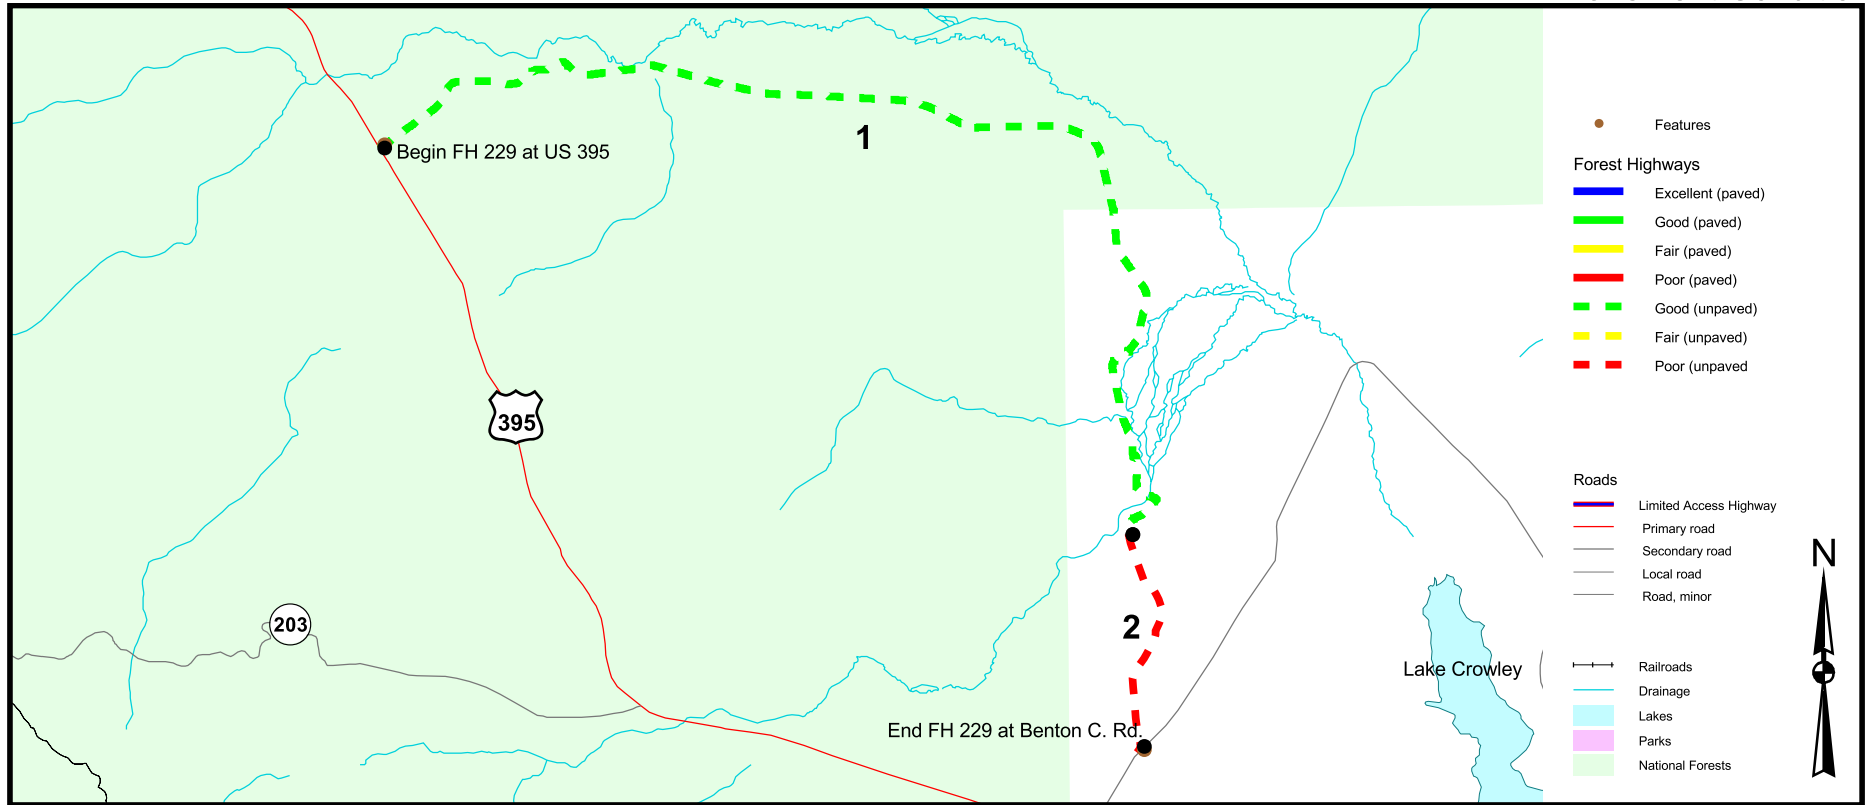 1
Begin FH 229 at US 395
395
203
2
Lake Crowley
End FH 229 at Benton C. Rd.
Features
Forest Highways
Excellent (paved)
Good (paved)
Fair (paved)
Poor (paved)
Good (unpaved)
Fair (unpaved)
Poor (unpaved
Roads
Limited Access Highway
Primary road
Secondary road
Local road
Road, minor
Railroads
Drainage
Lakes
Parks
National Forests
N